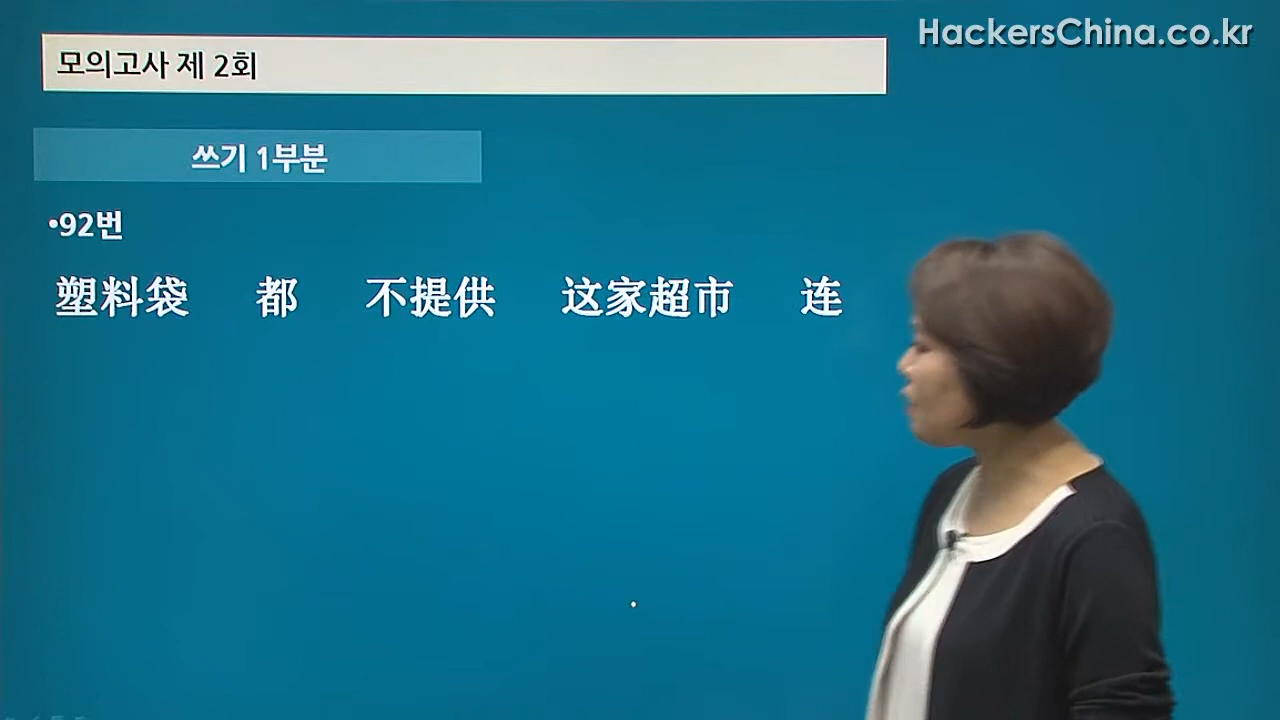 HackersChina.co.kr
모의고사 제 2회
쓰기 1부분
•92번
塑料袋 都 不提供 这家超市 连